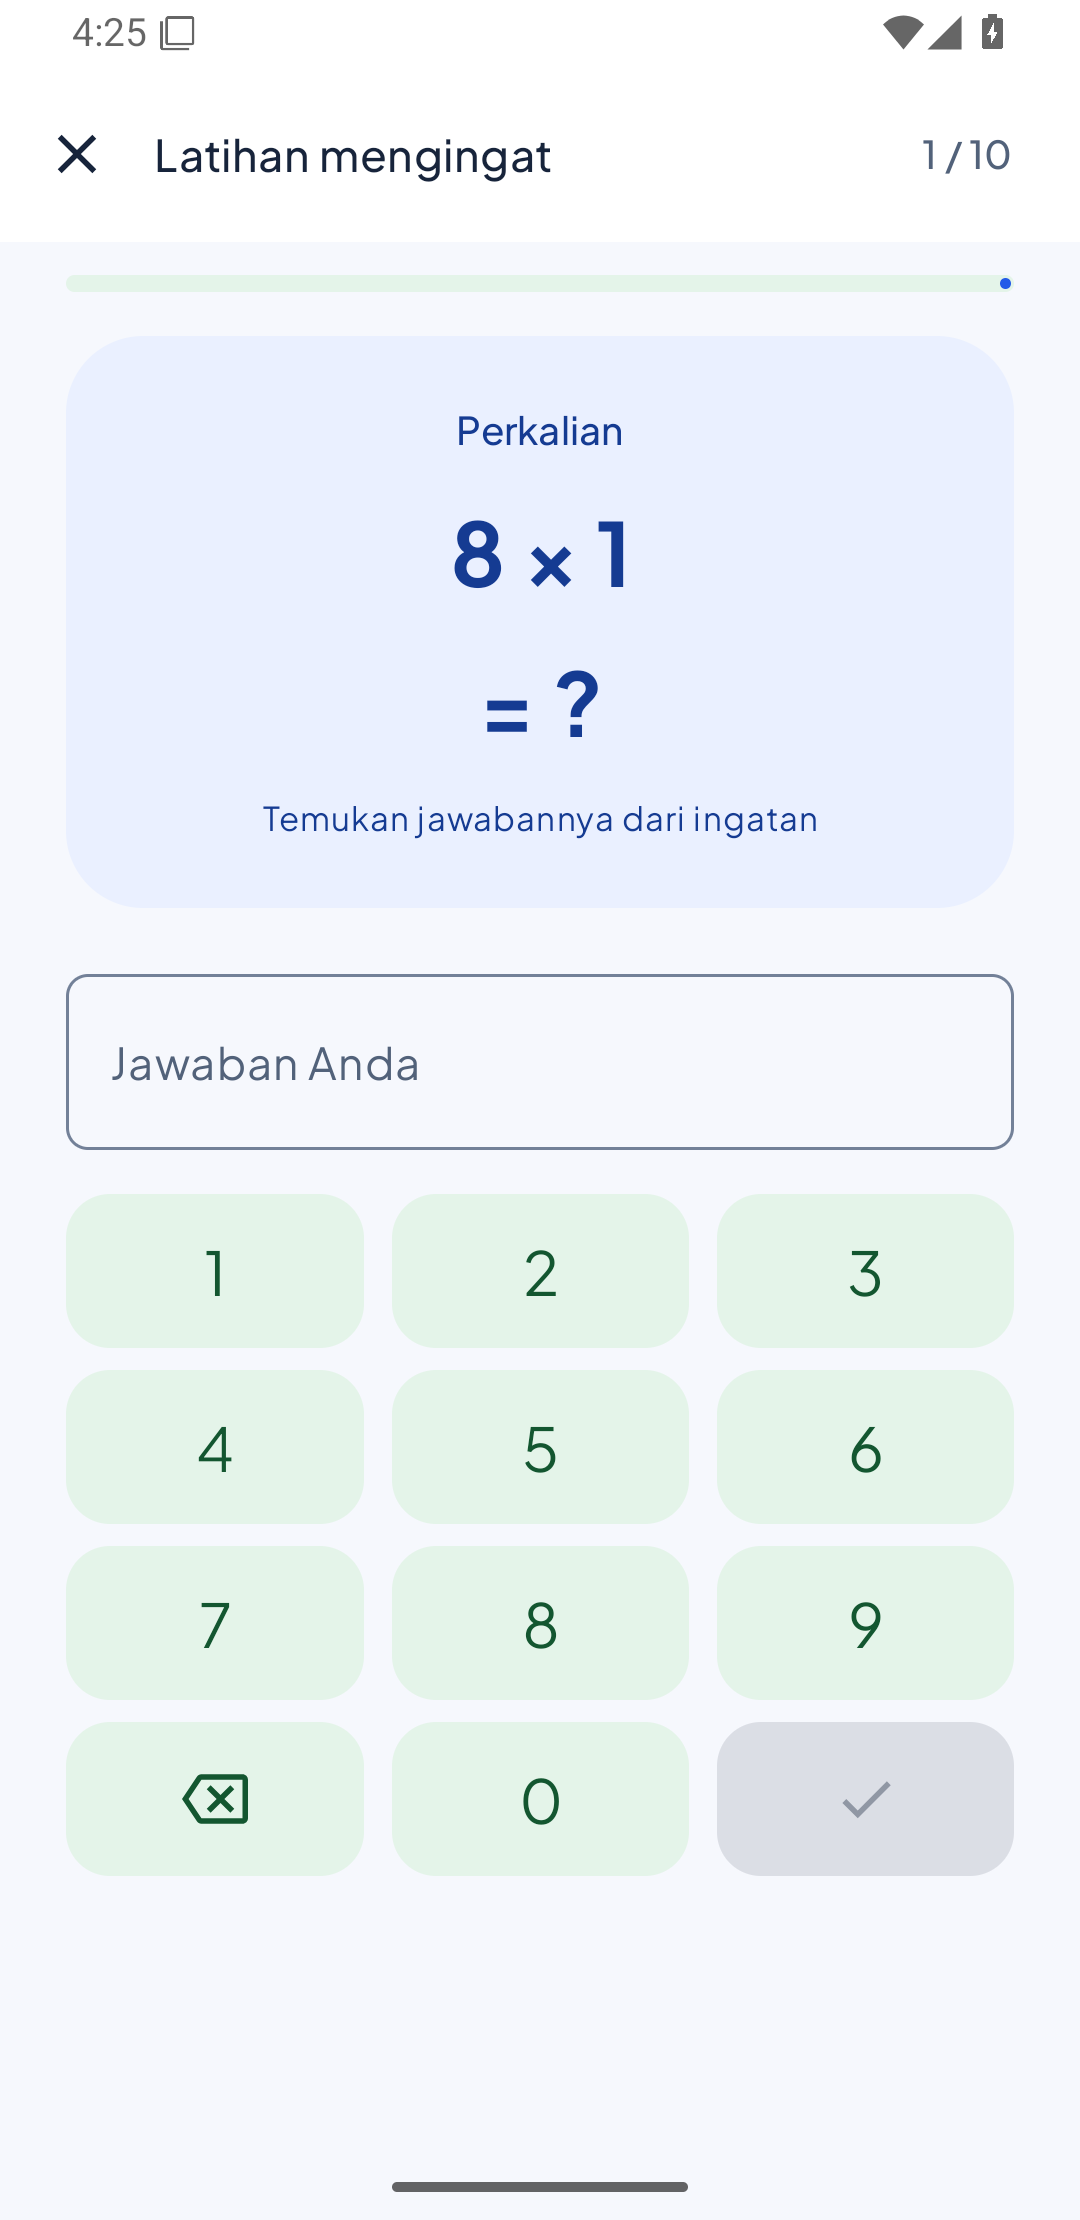 4:25
Latihan mengingat
1 / 10
Perkalian
8 × 1
= ?
Temukan jawabannya dari ingatan
Jawaban Anda
1 2 3
4 5 6
7 8 9
0